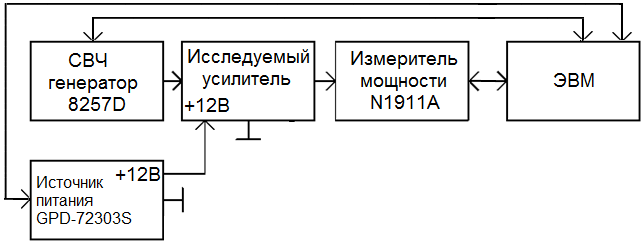 СВЧ
генератор
8257D
Исследуемый
усилитель
+12В
Измеритель
мощности
N1911A
ЭВМ
+12В
Источник
питания
GPD-72303S